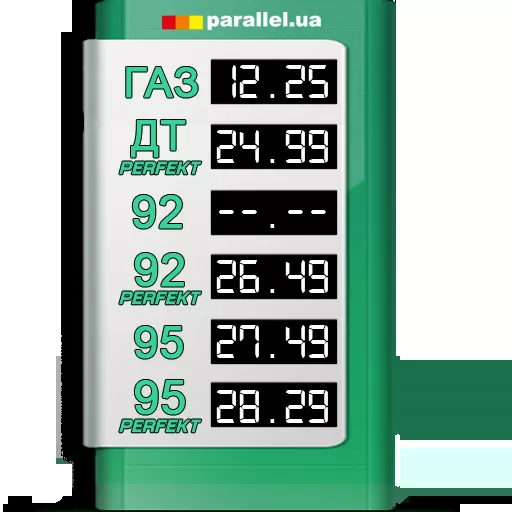 parallel.ua
ГАЗ 12.25
ДТ PERFEKT 24.99
92 --.--
92 PERFEKT 26.49
95 27.49
95 PERFEKT 28.29